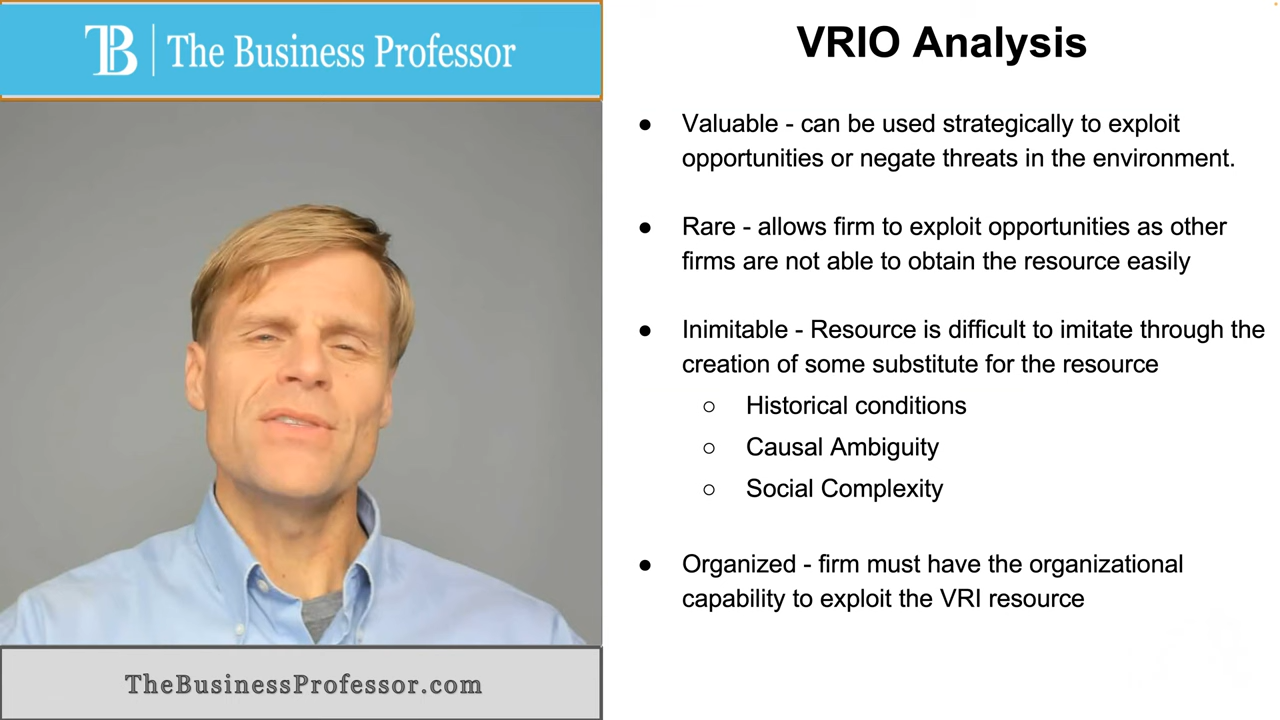 TB | The Business Professor
VRIO Analysis
● Valuable - can be used strategically to exploit
opportunities or negate threats in the environment.
● Rare - allows firm to exploit opportunities as other
firms are not able to obtain the resource easily
● Inimitable - Resource is difficult to imitate through the
creation of some substitute for the resource
○ Historical conditions
○ Causal Ambiguity
○ Social Complexity
● Organized - firm must have the organizational
capability to exploit the VRI resource
TheBusinessProfessor.com